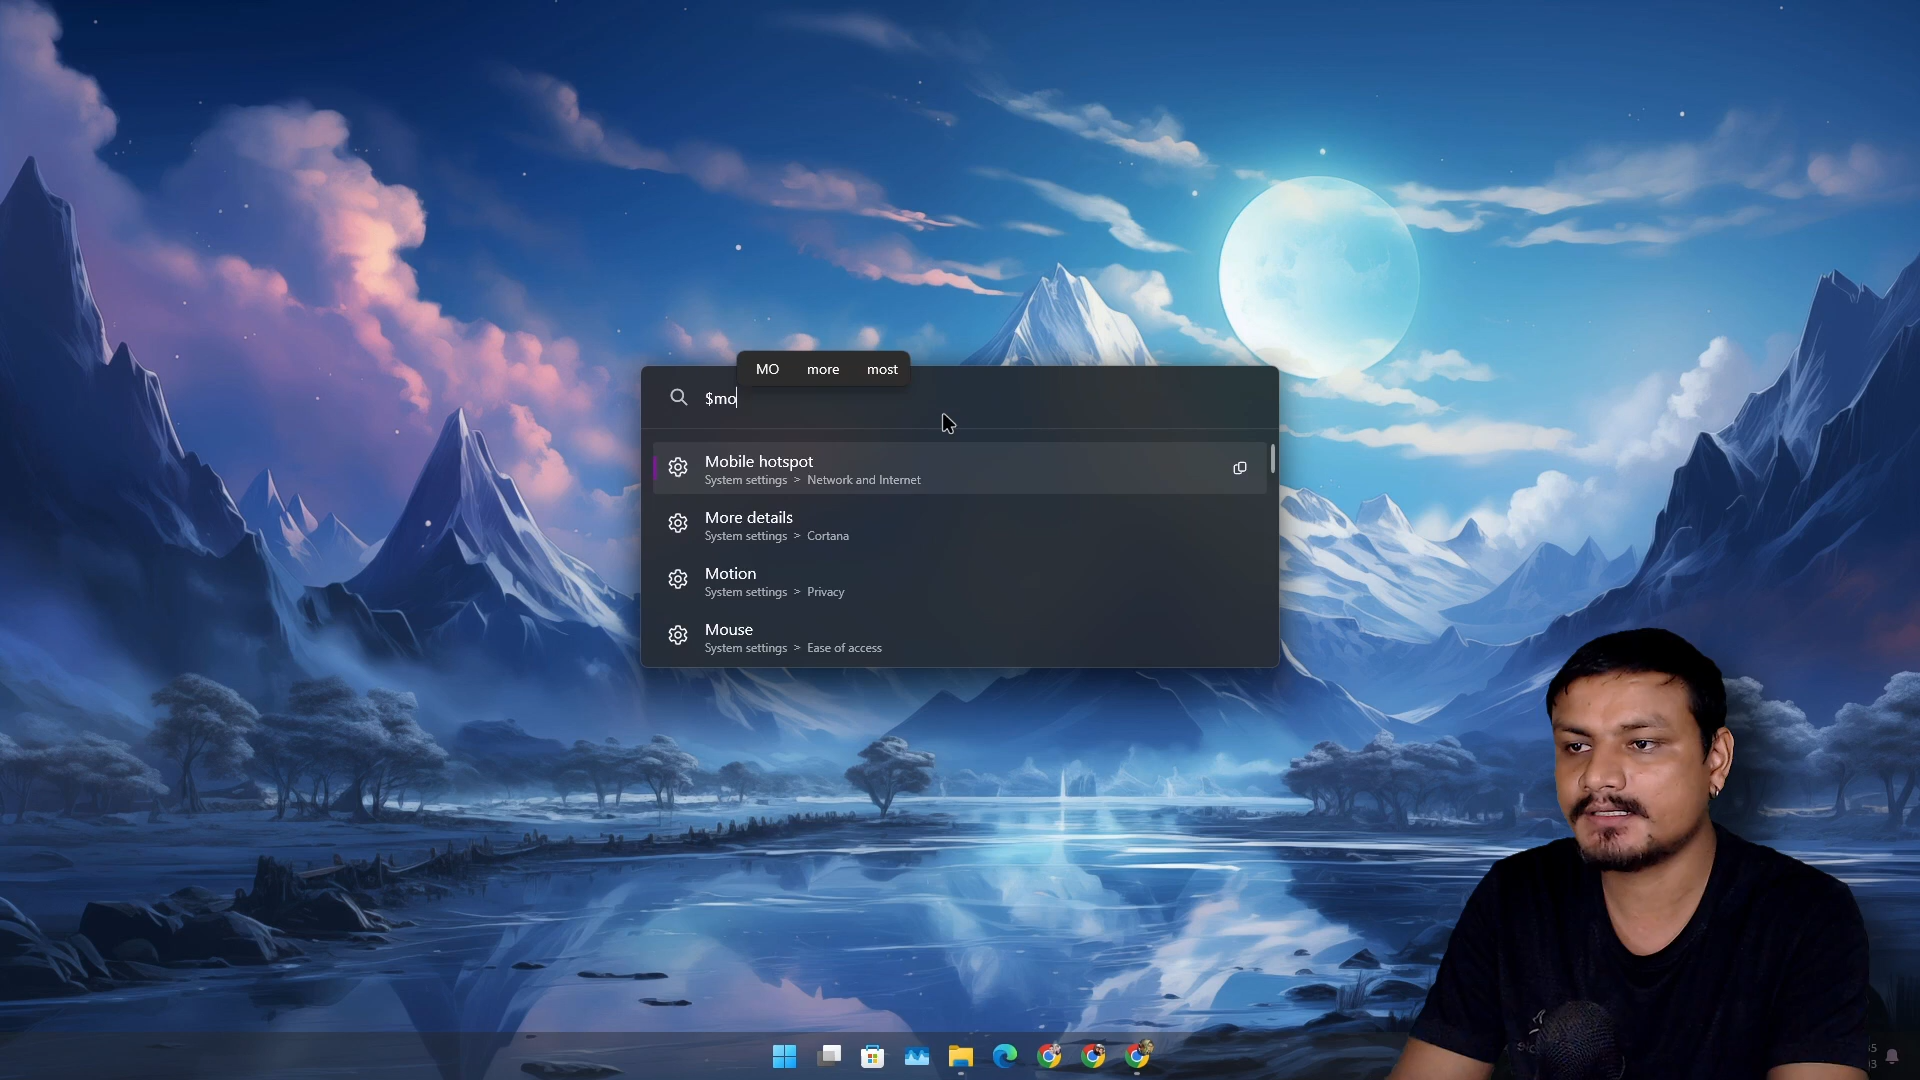 MO more most
$mo
Mobile hotspot
System settings > Network and Internet
More details
System settings > Cortana
Motion
System settings > Privacy
Mouse
System settings > Ease of access